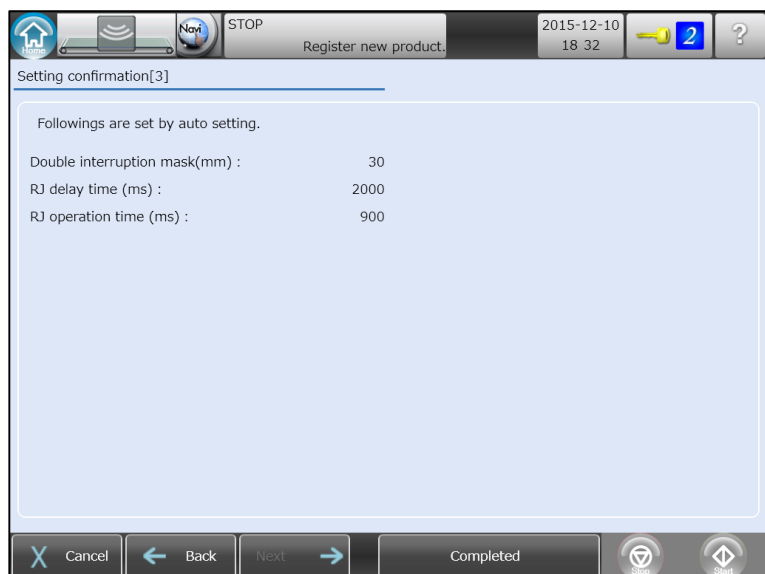 Home
Navi
STOP
Register new product.
2015-12-10
18 32
2
?
Setting confirmation[3]
Followings are set by auto setting.
Double interruption mask(mm) : 30
RJ delay time (ms) : 2000
RJ operation time (ms) : 900
X Cancel
Back
Next
Completed
Stop
Start